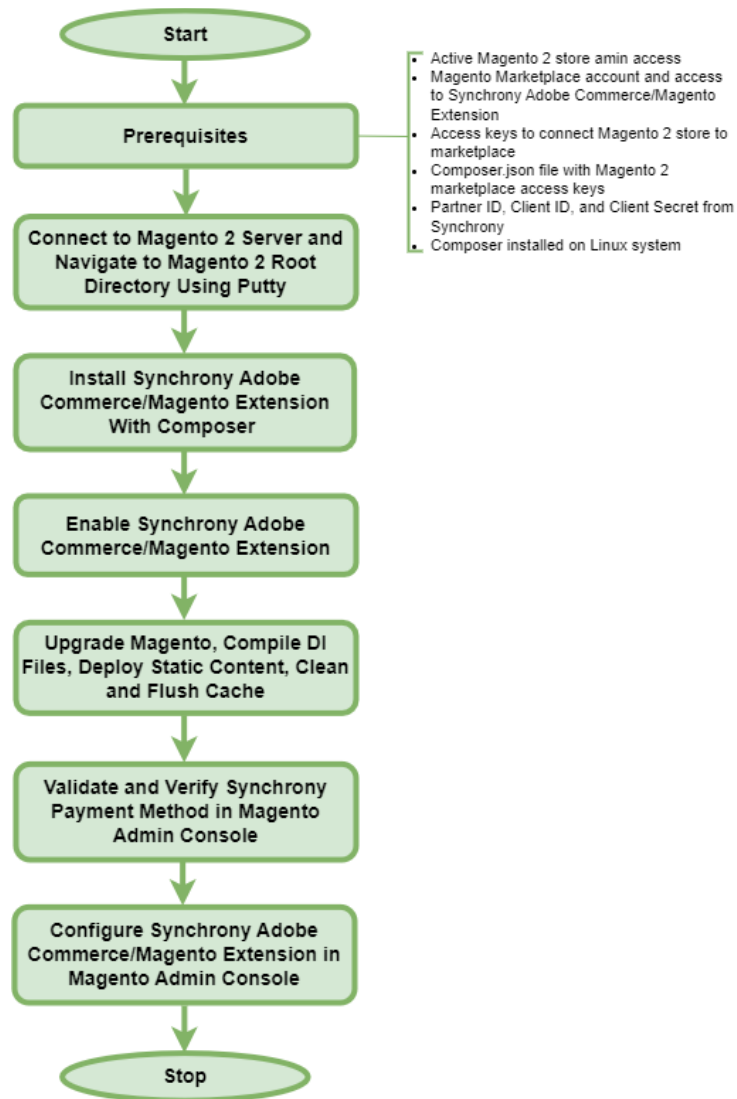 Start
Prerequisites
Active Magento 2 store amin access
Magento Marketplace account and access
to Synchrony Adobe Commerce/Magento
Extension
Access keys to connect Magento 2 store to
marketplace
Composer.json file with Magento 2
marketplace access keys
Partner ID, Client ID, and Client Secret from
Synchrony
Composer installed on Linux system
Connect to Magento 2 Server and
Navigate to Magento 2 Root
Directory Using Putty
Install Synchrony Adobe
Commerce/Magento Extension
With Composer
Enable Synchrony Adobe
Commerce/Magento Extension
Upgrade Magento, Compile DI
Files, Deploy Static Content, Clean
and Flush Cache
Validate and Verify Synchrony
Payment Method in Magento
Admin Console
Configure Synchrony Adobe
Commerce/Magento Extension in
Magento Admin Console
Stop